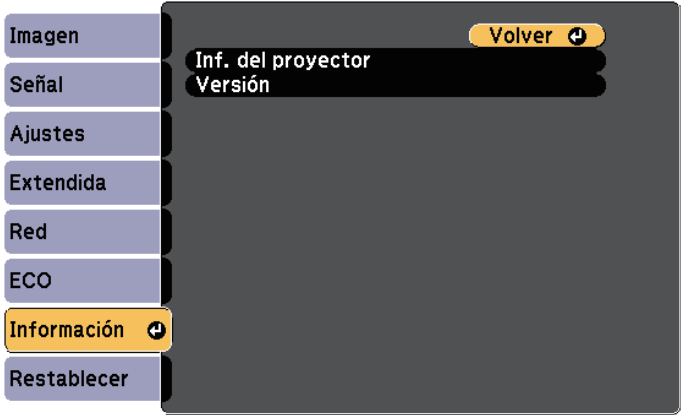 Imagen
Señal
Ajustes
Extendida
Red
ECO
Información
Restablecer
Volver
Inf. del proyector
Versión